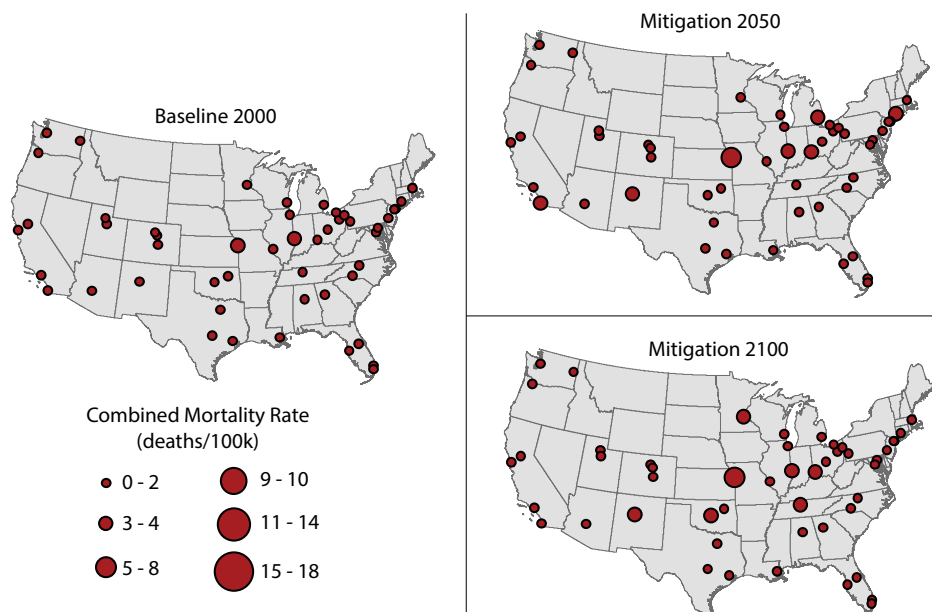 Baseline 2000
Combined Mortality Rate
(deaths/100k)
0 - 2
3 - 4
5 - 8
9 - 10
11 - 14
15 - 18
Mitigation 2050
Mitigation 2100